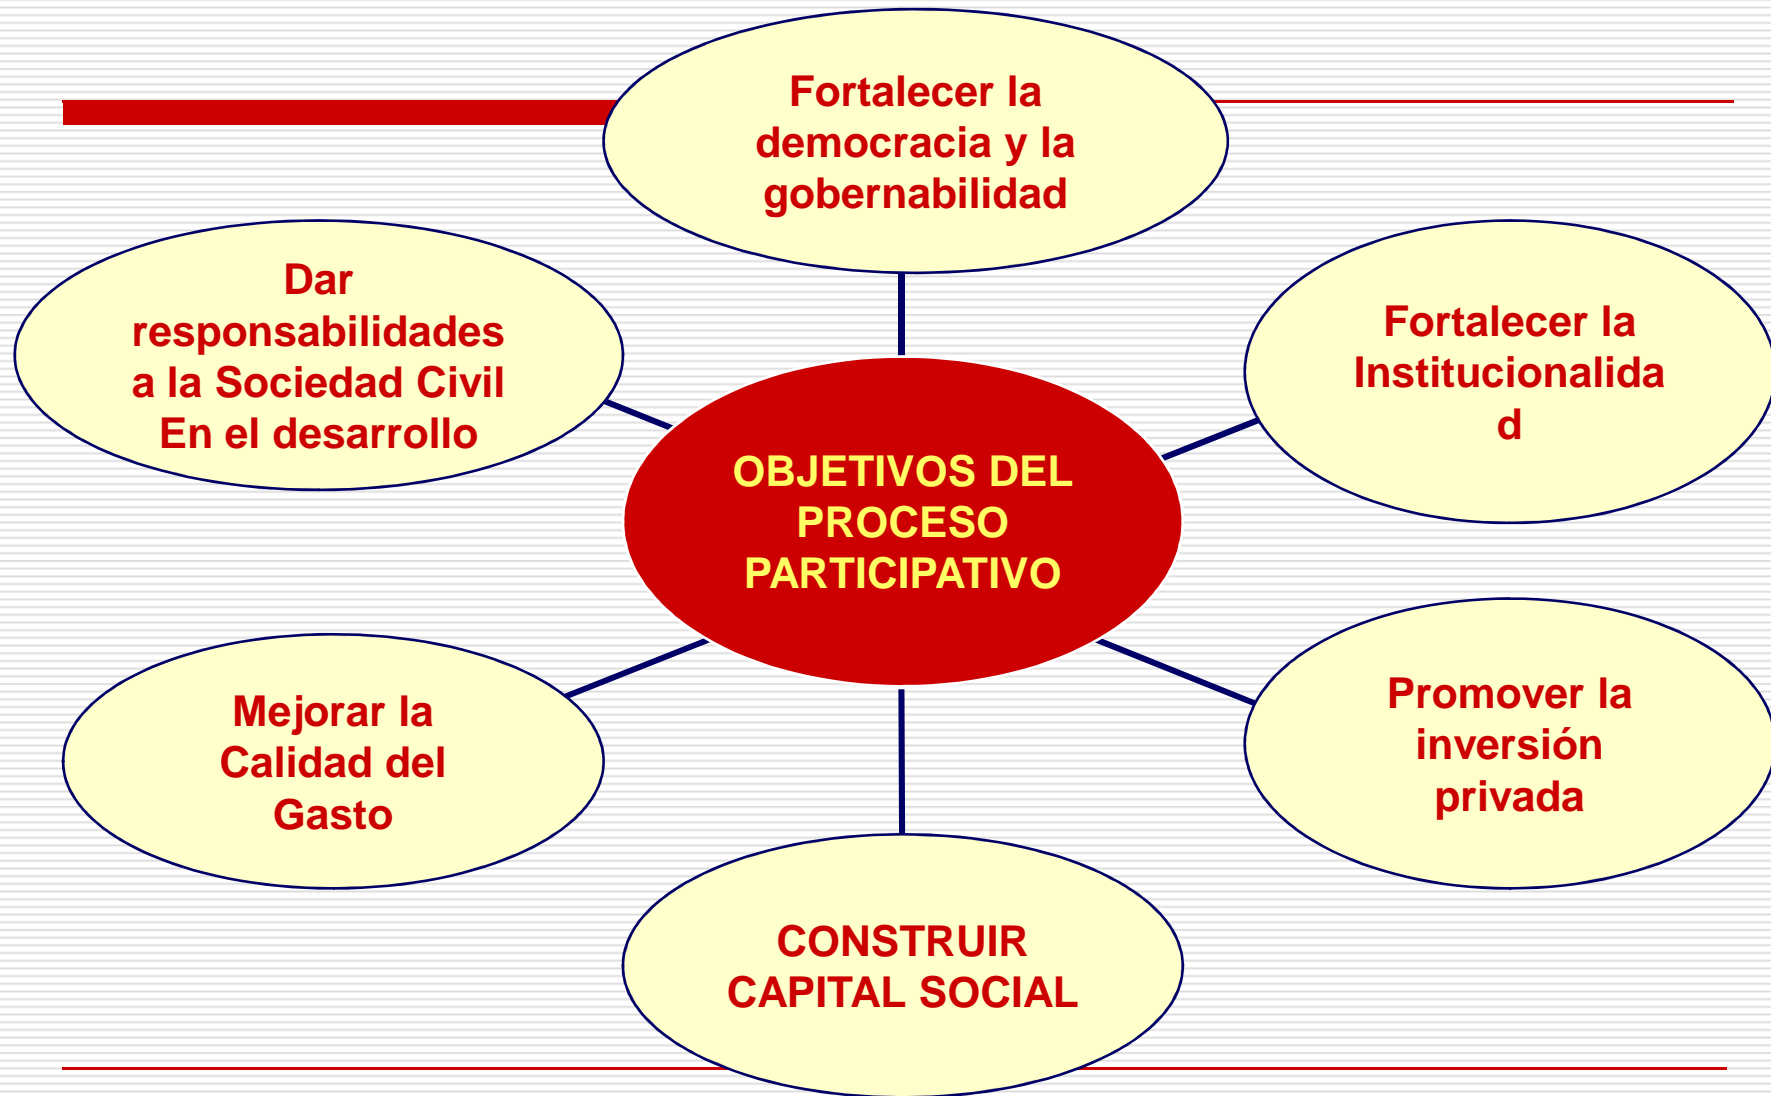 Fortalecer la
democracia y la
gobernabilidad
Dar
responsabilidades
a la Sociedad Civil
En el desarrollo
Fortalecer la
Institucionalida
d
OBJETIVOS DEL
PROCESO
PARTICIPATIVO
Mejorar la
Calidad del
Gasto
Promover la
inversión
privada
CONSTRUIR
CAPITAL SOCIAL